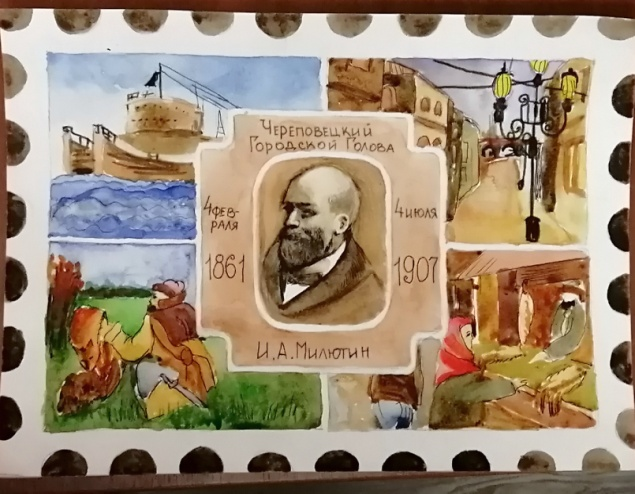 Череповецкий
Городской Голова
4 фев-
раля
1861
4 июля
1907
И.А. Милютин